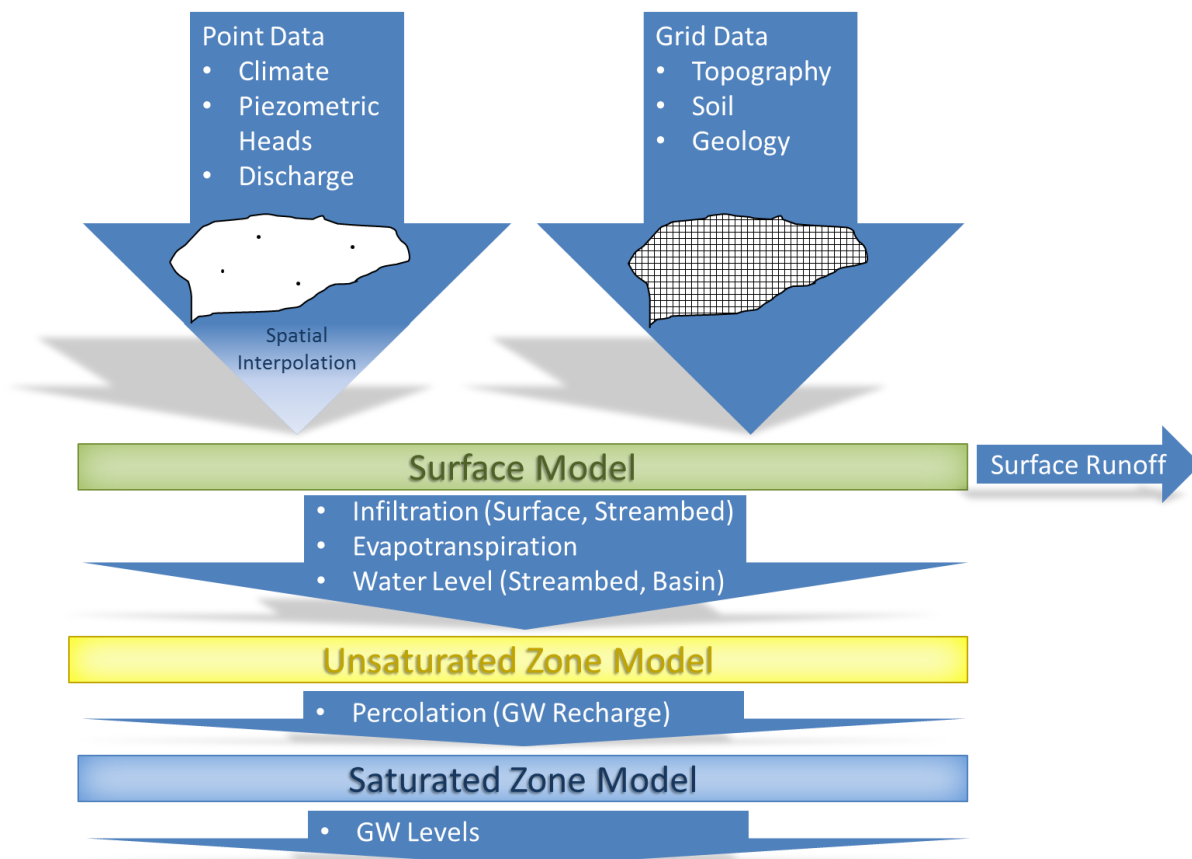 Point Data
• Climate
• Piezometric
Heads
• Discharge
Spatial
Interpolation
Grid Data
• Topography
• Soil
• Geology
Surface Model
Surface Runoff
• Infiltration (Surface, Streambed)
• Evapotranspiration
• Water Level (Streambed, Basin)
Unsaturated Zone Model
• Percolation (GW Recharge)
Saturated Zone Model
• GW Levels